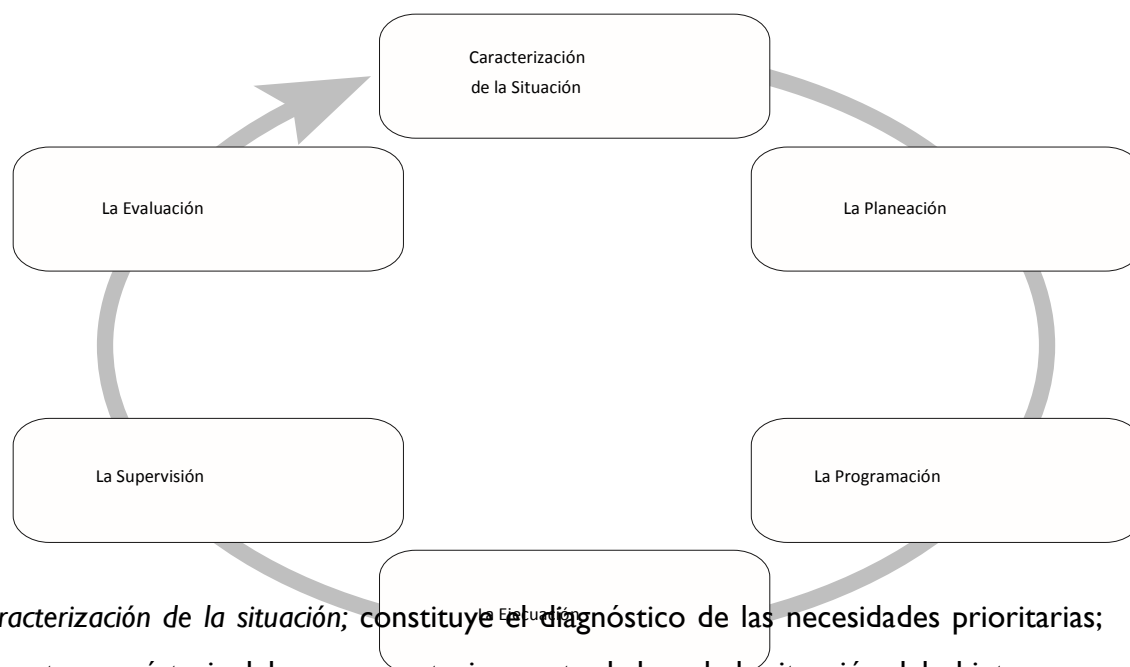 Caracterización
de la Situación
La Evaluación
La Planeación
La Supervisión
La Programación
La Ejecuación
racterización de la situación; constituye el diagnóstico de las necesidades prioritarias;